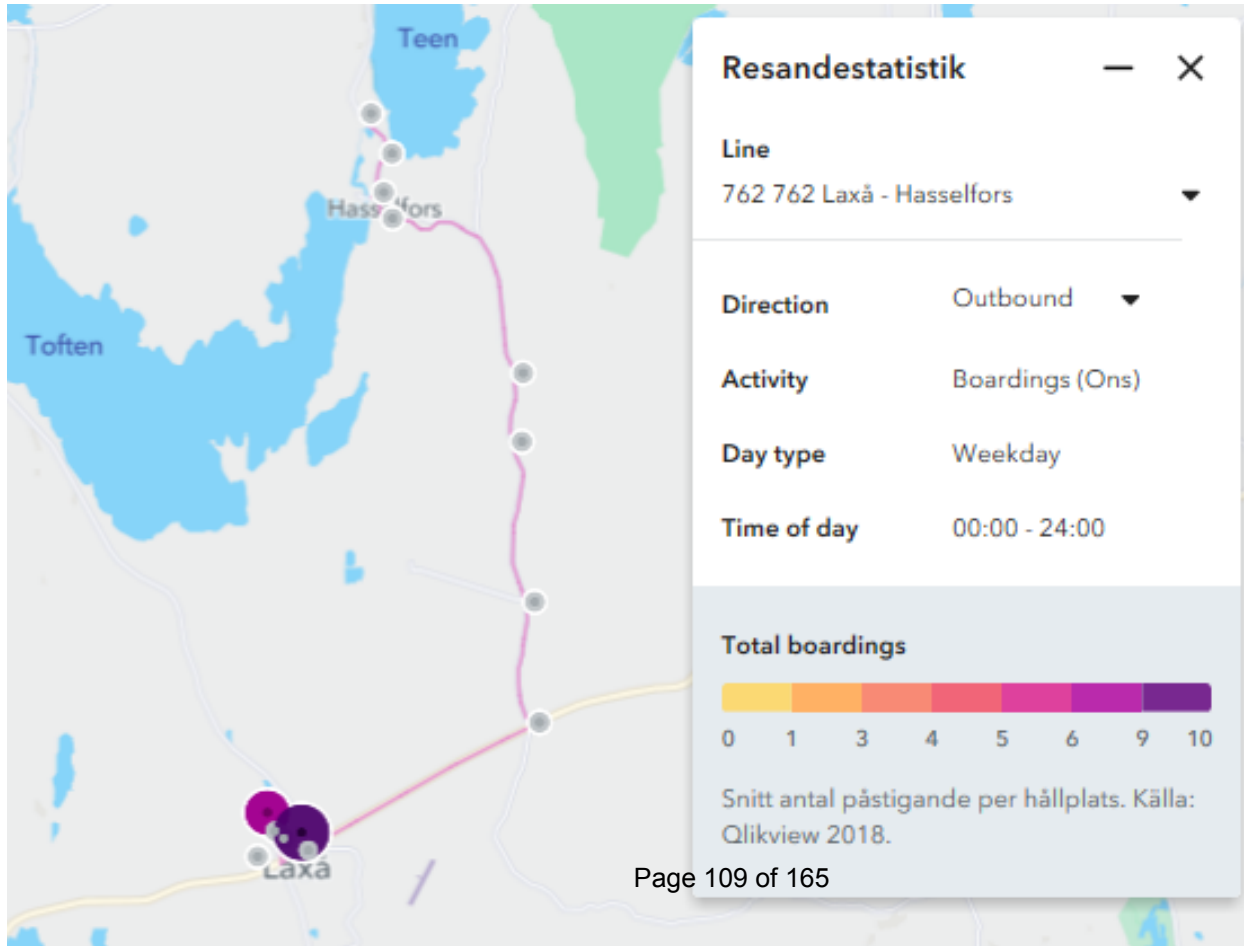 Teen
Hasselfors
Toften
Laxå
Resandestatistik
Line
762 762 Laxå - Hasselfors
Direction Outbound
Activity Boardings (Ons)
Day type Weekday
Time of day 00:00 - 24:00
Total boardings
0 1 3 4 5 6 9 10
Snitt antal påstigande per hållplats. Källa:
Qlikview 2018.
Page 109 of 165